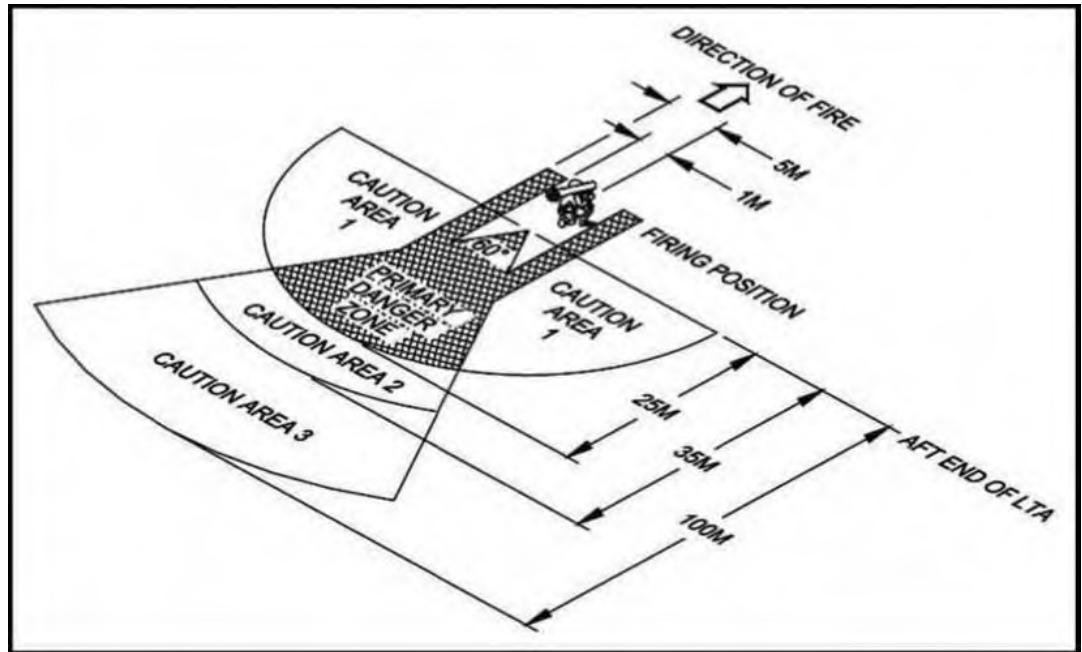 DIRECTION OF FIRE
5M
1M
FIRING POSITION
CAUTION
AREA
1
60°
PRIMARY
DANGER
ZONE
CAUTION
AREA
1
CAUTION AREA 2
CAUTION AREA 3
25M
35M
100M
AFT END OF LTA